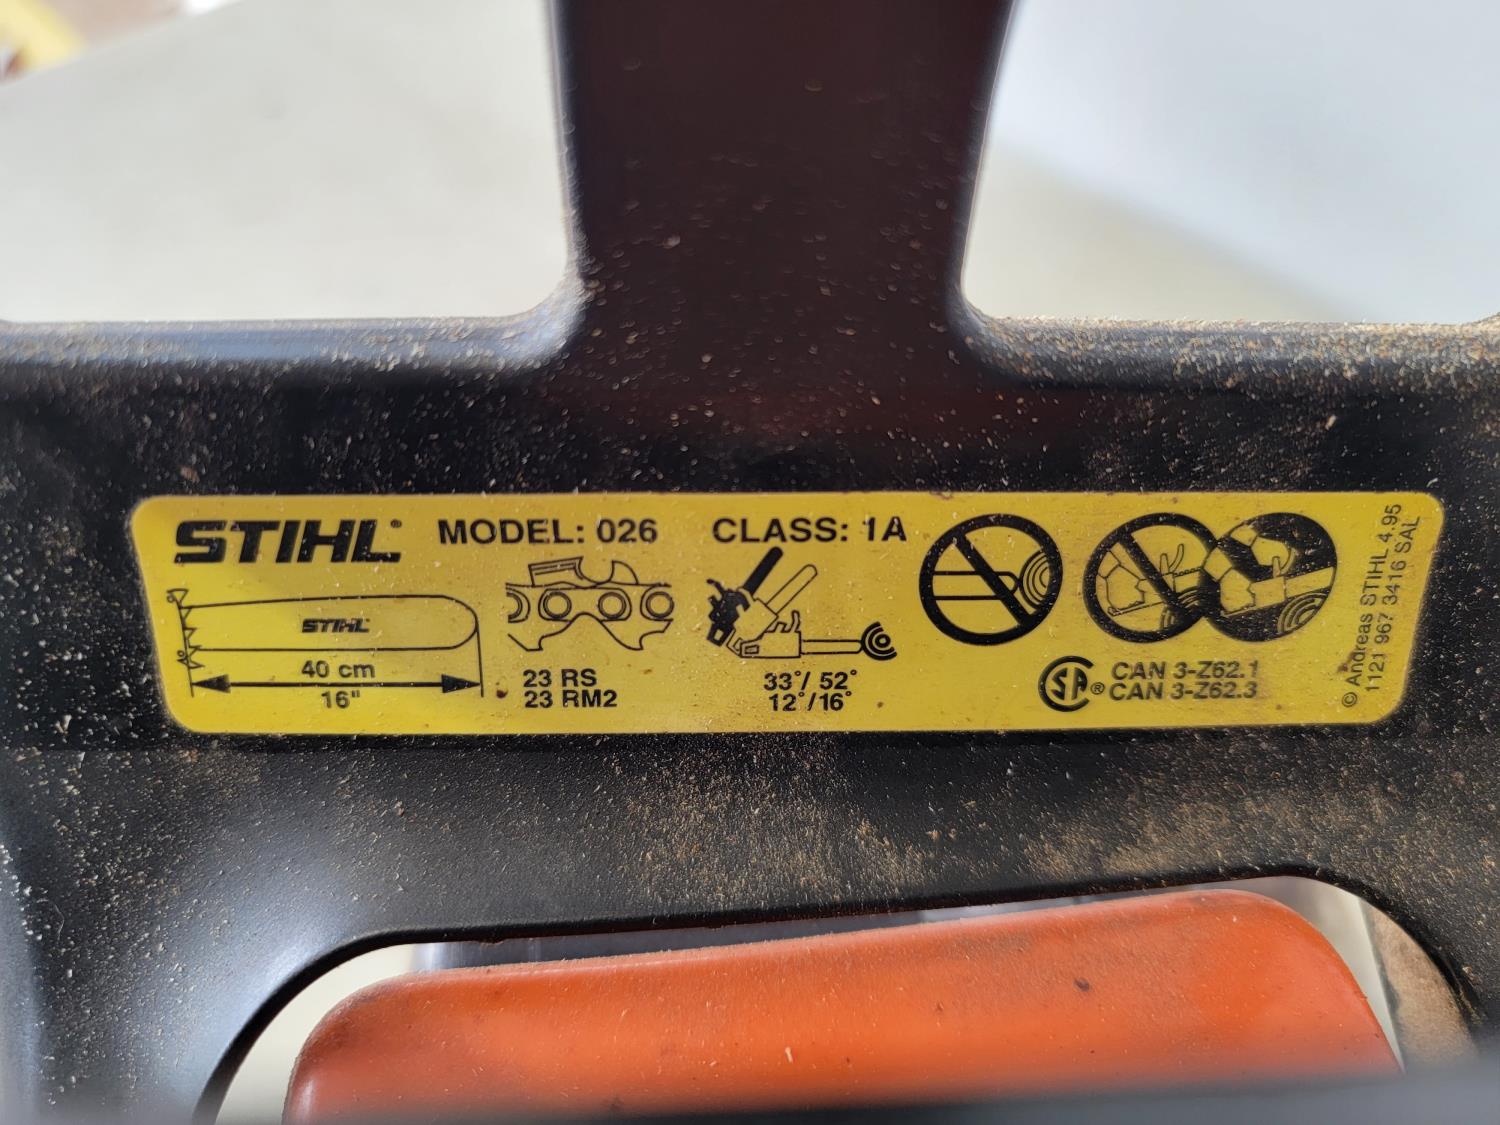 STIHL® MODEL: 026 CLASS: 1A
STIHL
40 cm
16"
23 RS
23 RM2
33°/ 52°
12°/16°
CSA® CAN 3-Z62.1
CAN 3-Z62.3
© Andreas STIHL 4.95
1121 967 3416 SAL